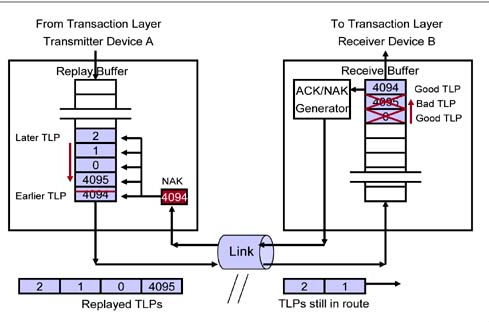 From Transaction Layer
Transmitter Device A
To Transaction Layer
Receiver Device B
Replay Buffer
Later TLP
2
1
0
4095
Earlier TLP
4094
NAK
4094
Receive Buffer
ACK/NAK
Generator
4094
Good TLP
4095
Bad TLP
0
Good TLP
Link
2 1 0 4095
Replayed TLPs
2 1
TLPs still in route